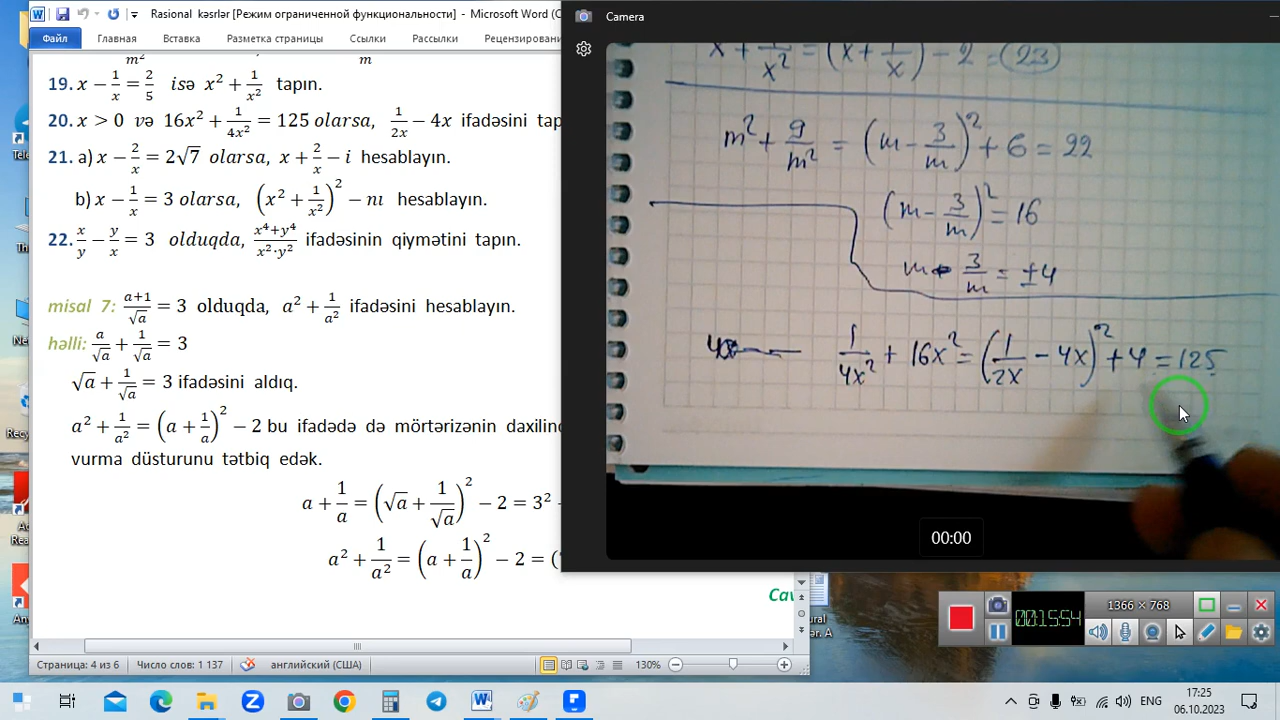 Rasional kəsrlər [Режим ограниченной функциональности] - Microsoft Word (С
Файл Главная Вставка Разметка страницы Ссылки Рассылки Рецензирован
m² m
19. x − 1/x = 2/5 isə x² + 1/x² tapın.
20. x > 0 və 16x² + 1/4x² = 125 olarsa, 1/2x − 4x ifadəsini tap
21. a) x − 2/x = 2√7 olarsa, x + 2/x − i hesablayın.
b) x − 1/x = 3 olarsa, (x² + 1/x²)² − nı hesablayın.
22. x/y − y/x = 3 olduqda, x⁴+y⁴/x²·y² ifadəsinin qiymətini tapın.
misal 7: a+1/√a = 3 olduqda, a² + 1/a² ifadəsini hesablayın.
həlli: a/√a + 1/√a = 3
√a + 1/√a = 3 ifadəsini aldıq.
a² + 1/a² = (a + 1/a)² − 2 bu ifadədə də mörtərizənin daxilin
vurma düsturunu tətbiq edək.
a + 1/a = (√a + 1/√a)² − 2 = 3²
a² + 1/a² = (a + 1/a)² − 2 = (
Cav
Страница: 4 из 6 Число слов: 1 137 английский (США) 130%
Camera
x + 1/x² = (x + 1/x) − 2 = 23
m² + 9/m² = (m − 3/m)² + 6 = 22
(m − 3/m)² = 16
m − 3/m = ±4
1/4x² + 16x² = (1/2x − 4x)² + 4 = 125
00:00
1366 × 768
00:15:54
ENG
17:25
06.10.2023